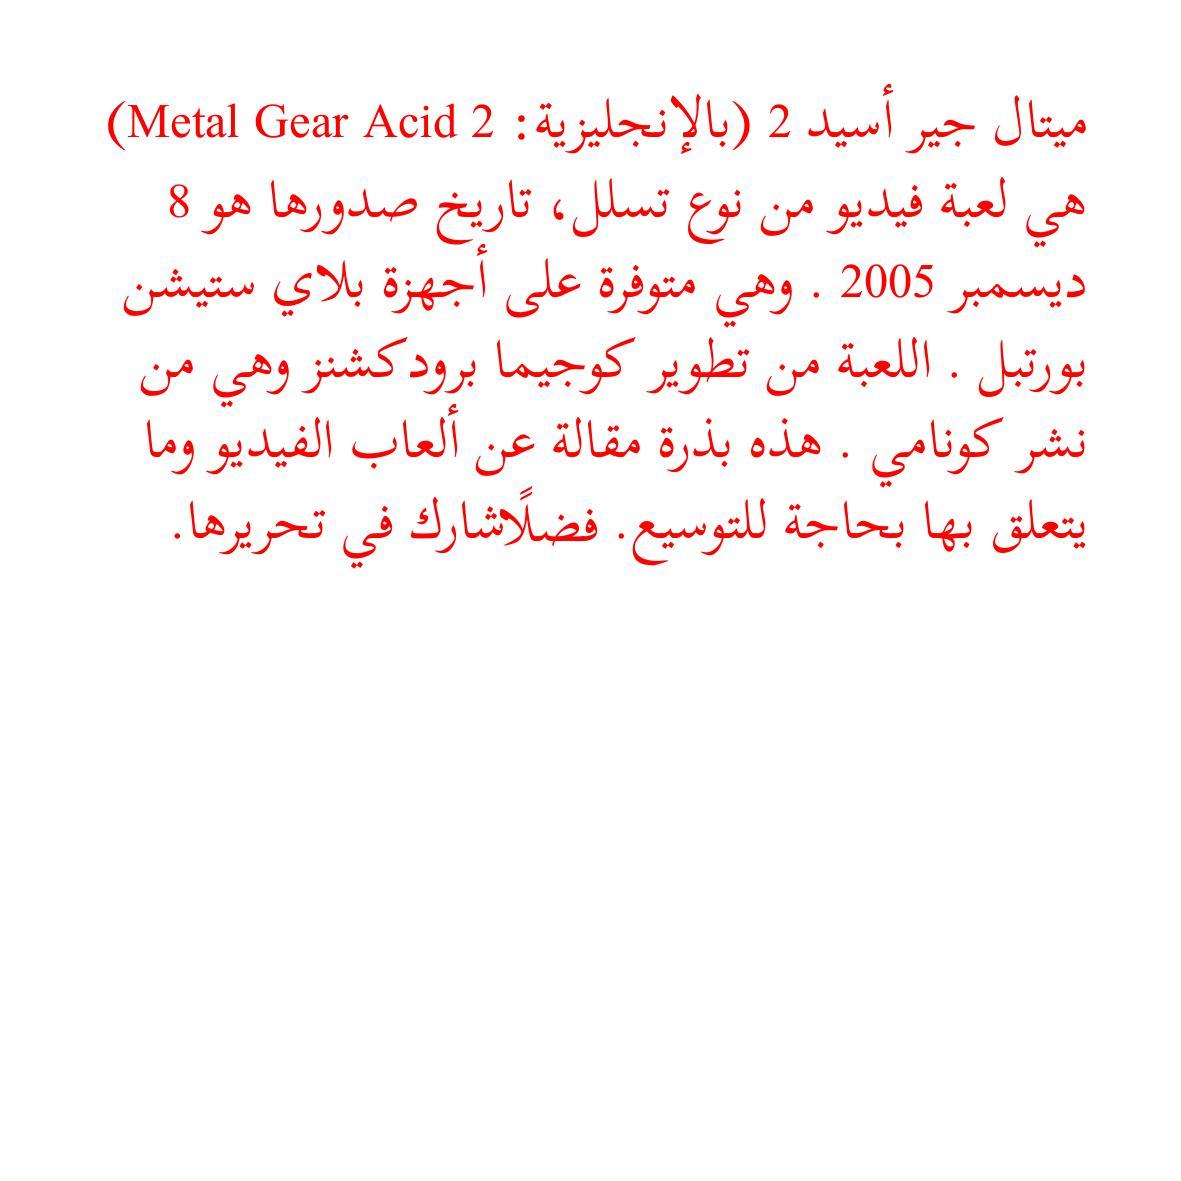 ميتال جير أسيد 2 (بالإنجليزية: Metal Gear Acid 2)
هي لعبة فيديو من نوع تسلل، تاريخ صدورها هو 8
ديسمبر 2005 . وهي متوفرة على أجهزة بلاي ستيشن
بورتبل . اللعبة من تطوير كوجيما برودكشنز وهي من
نشر كونامي . هذه بذرة مقالة عن ألعاب الفيديو وما
يتعلق بها بحاجة للتوسيع. فضلًاشارك في تحريرها.